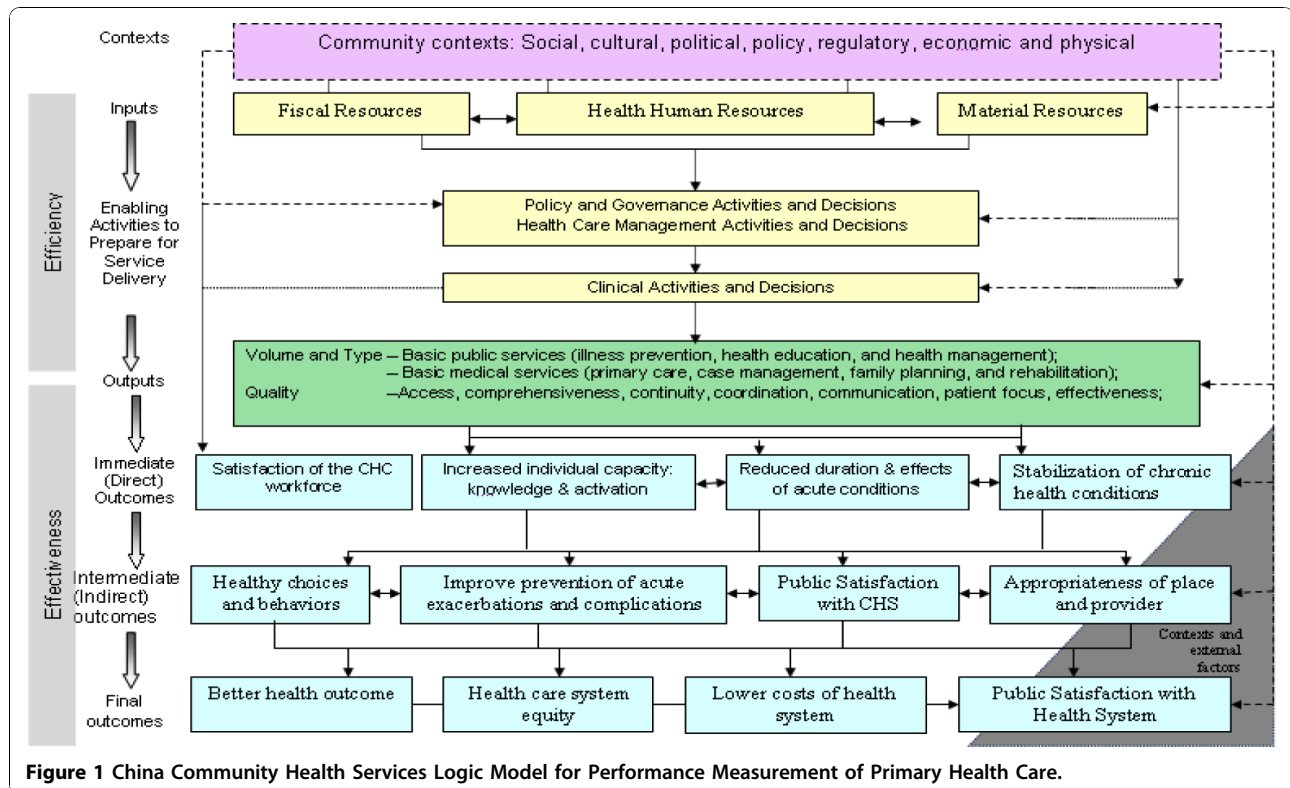 Contexts
Community contexts: Social, cultural, political, policy, regulatory, economic and physical
Efficiency
Inputs
Fiscal Resources
Health Human Resources
Material Resources
Enabling
Activities to
Prepare for
Service
Delivery
Policy and Governance Activities and Decisions
Health Care Management Activities and Decisions
Clinical Activities and Decisions
Outputs
Volume and Type – Basic public services (illness prevention, health education, and health management);
– Basic medical services (primary care, case management, family planning, and rehabilitation);
Quality –Access, comprehensiveness, continuity, coordination, communication, patient focus, effectiveness;
Effectiveness
Immediate
(Direct)
Outcomes
Satisfaction of the CHC
workforce
Increased individual capacity:
knowledge & activation
Reduced duration & effects
of acute conditions
Stabilization of chronic
health conditions
Intermediate
(Indirect)
outcomes
Healthy choices
and behaviors
Improve prevention of acute
exacerbations and complications
Public Satisfaction
with CHS
Appropriateness of place
and provider
Contexts and
external
factors
Final
outcomes
Better health outcome
Health care system
equity
Lower costs of health
system
Public Satisfaction with
Health System
Figure 1 China Community Health Services Logic Model for Performance Measurement of Primary Health Care.